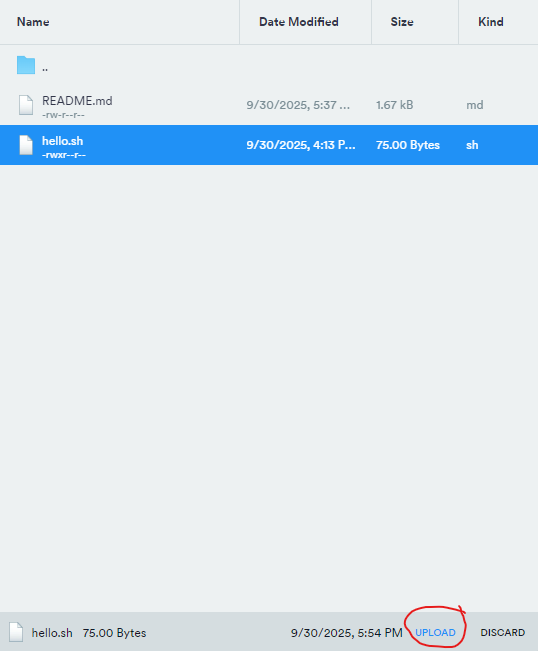 Name Date Modified Size Kind
..
README.md 9/30/2025, 5:37 ... 1.67 kB md
-rw-r--r--
hello.sh 9/30/2025, 4:13 P... 75.00 Bytes sh
-rwxr--r--
hello.sh 75.00 Bytes 9/30/2025, 5:54 PM UPLOAD DISCARD